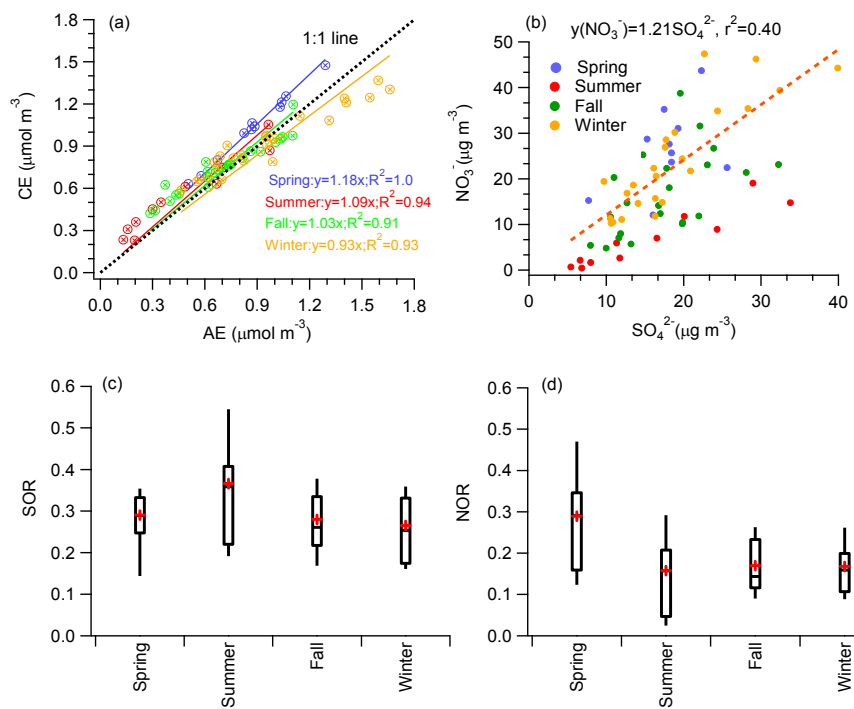 (a)
1:1 line
CE (μmol m⁻³)
1.8
1.5
1.2
0.9
0.6
0.3
0.0
Spring:y=1.18x;R²=1.0
Summer:y=1.09x;R²=0.94
Fall:y=1.03x;R²=0.91
Winter:y=0.93x;R²=0.93
0.0 0.3 0.6 0.9 1.2 1.5 1.8
AE (μmol m⁻³)
(b)
y(NO₃⁻)=1.21SO₄²⁻, r²=0.40
Spring
Summer
Fall
Winter
NO₃⁻(μg m⁻³)
50
40
30
20
10
0
0 10 20 30 40
SO₄²⁻(μg m⁻³)
(c)
SOR
0.6
0.5
0.4
0.3
0.2
0.1
0.0
Spring
Summer
Fall
Winter
(d)
NOR
0.6
0.5
0.4
0.3
0.2
0.1
0.0
Spring
Summer
Fall
Winter